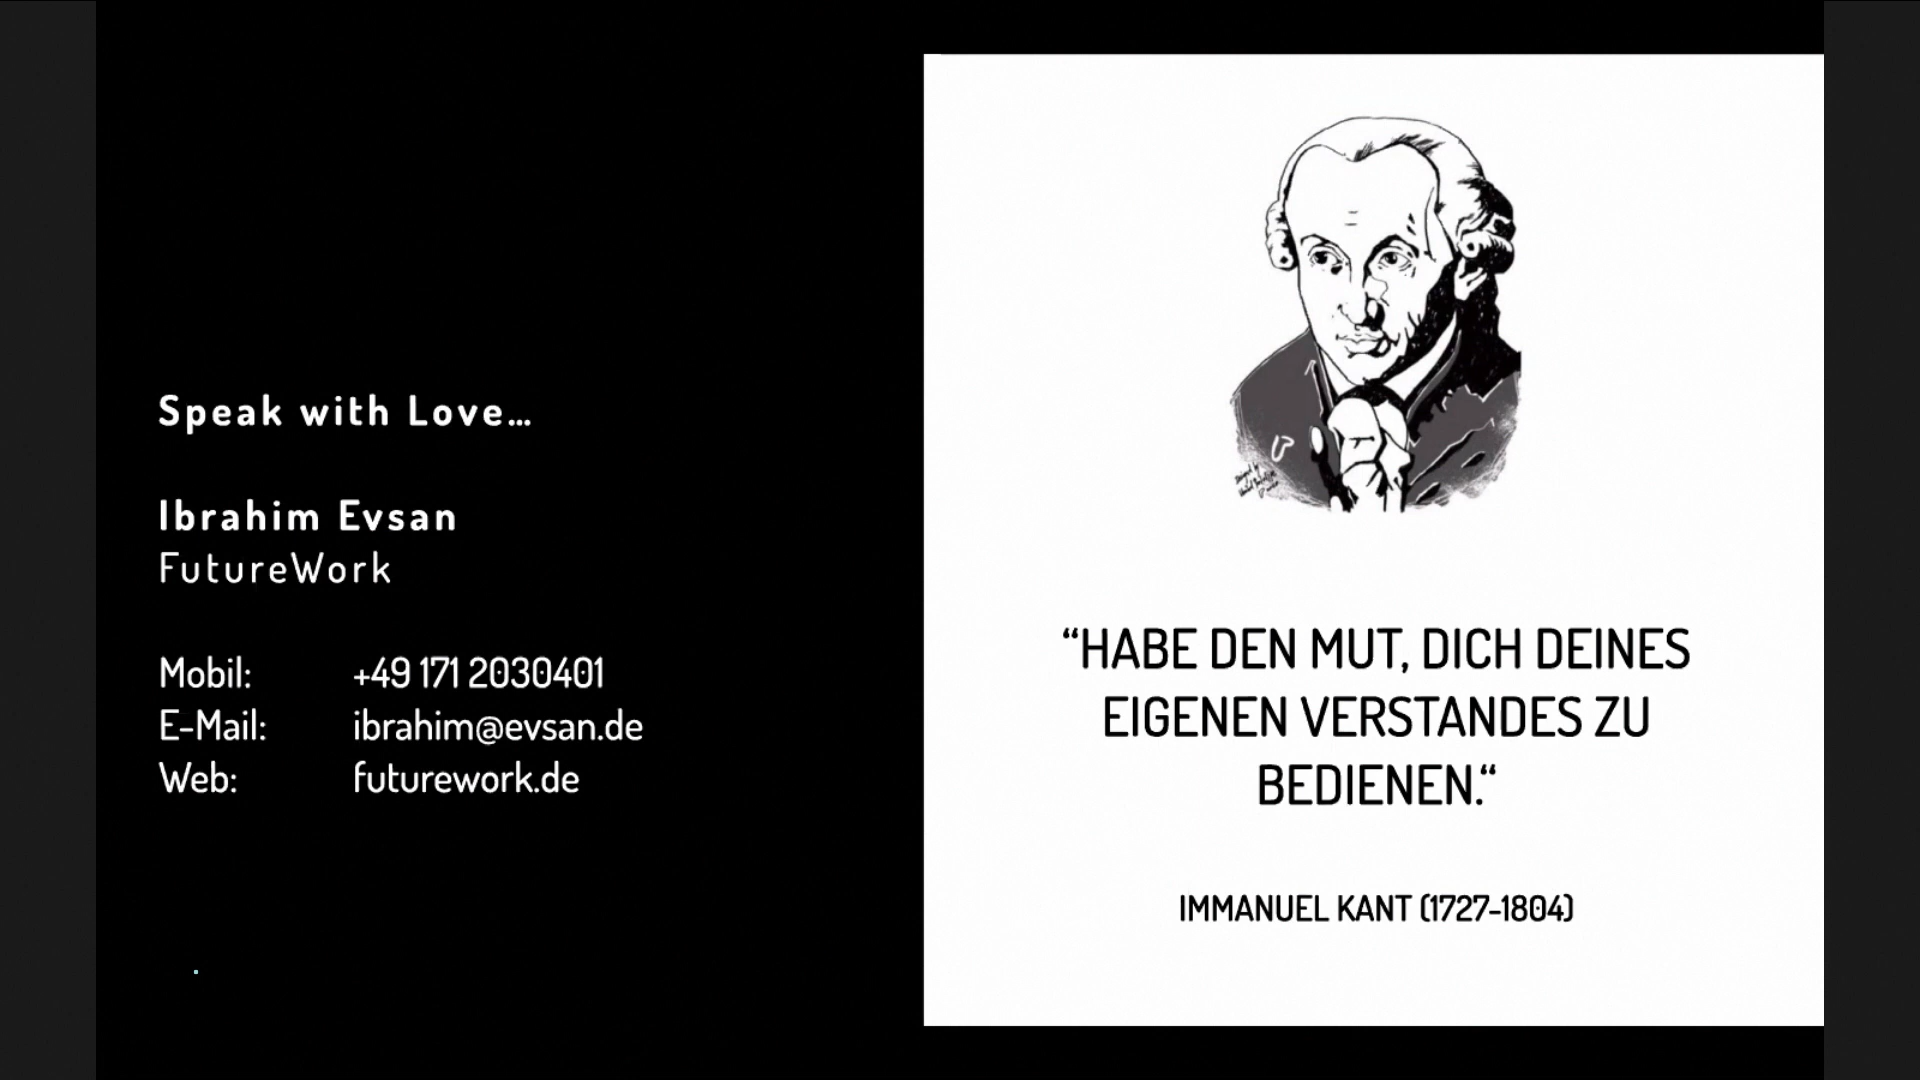 Speak with Love…
Ibrahim Evsan
FutureWork
Mobil: +49 171 2030401
E-Mail: ibrahim@evsan.de
Web: futurework.de
“HABE DEN MUT, DICH DEINES
EIGENEN VERSTANDES ZU
BEDIENEN.“
IMMANUEL KANT (1727-1804)